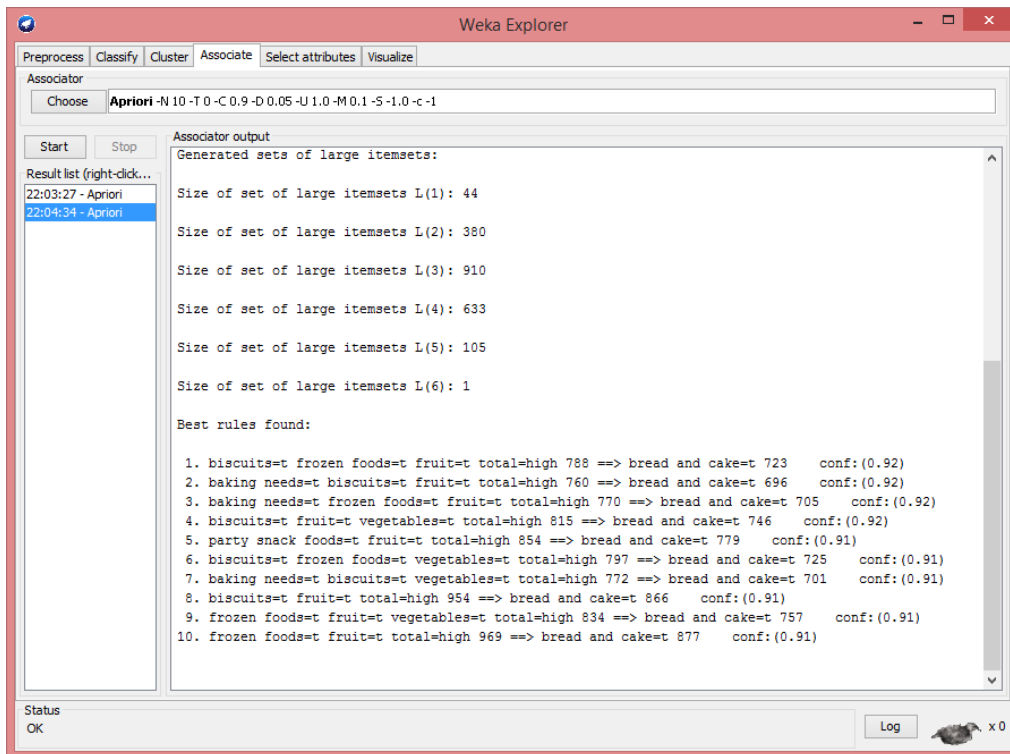 Weka Explorer
Preprocess Classify Cluster Associate Select attributes Visualize
Associator
Choose Apriori -N 10 -T 0 -C 0.9 -D 0.05 -U 1.0 -M 0.1 -S -1.0 -c -1
Start Stop
Result list (right-click...
22:03:27 - Apriori
22:04:34 - Apriori
Associator output
Generated sets of large itemsets:
Size of set of large itemsets L(1): 44
Size of set of large itemsets L(2): 380
Size of set of large itemsets L(3): 910
Size of set of large itemsets L(4): 633
Size of set of large itemsets L(5): 105
Size of set of large itemsets L(6): 1
Best rules found:
1. biscuits=t frozen foods=t fruit=t total=high 788 ==> bread and cake=t 723 conf:(0.92)
2. baking needs=t biscuits=t fruit=t total=high 760 ==> bread and cake=t 696 conf:(0.92)
3. baking needs=t frozen foods=t fruit=t total=high 770 ==> bread and cake=t 705 conf:(0.92)
4. biscuits=t fruit=t vegetables=t total=high 815 ==> bread and cake=t 746 conf:(0.92)
5. party snack foods=t fruit=t total=high 854 ==> bread and cake=t 779 conf:(0.91)
6. biscuits=t frozen foods=t vegetables=t total=high 797 ==> bread and cake=t 725 conf:(0.91)
7. baking needs=t biscuits=t vegetables=t total=high 772 ==> bread and cake=t 701 conf:(0.91)
8. biscuits=t fruit=t total=high 954 ==> bread and cake=t 866 conf:(0.91)
9. frozen foods=t fruit=t vegetables=t total=high 834 ==> bread and cake=t 757 conf:(0.91)
10. frozen foods=t fruit=t total=high 969 ==> bread and cake=t 877 conf:(0.91)
Status
OK
Log x 0